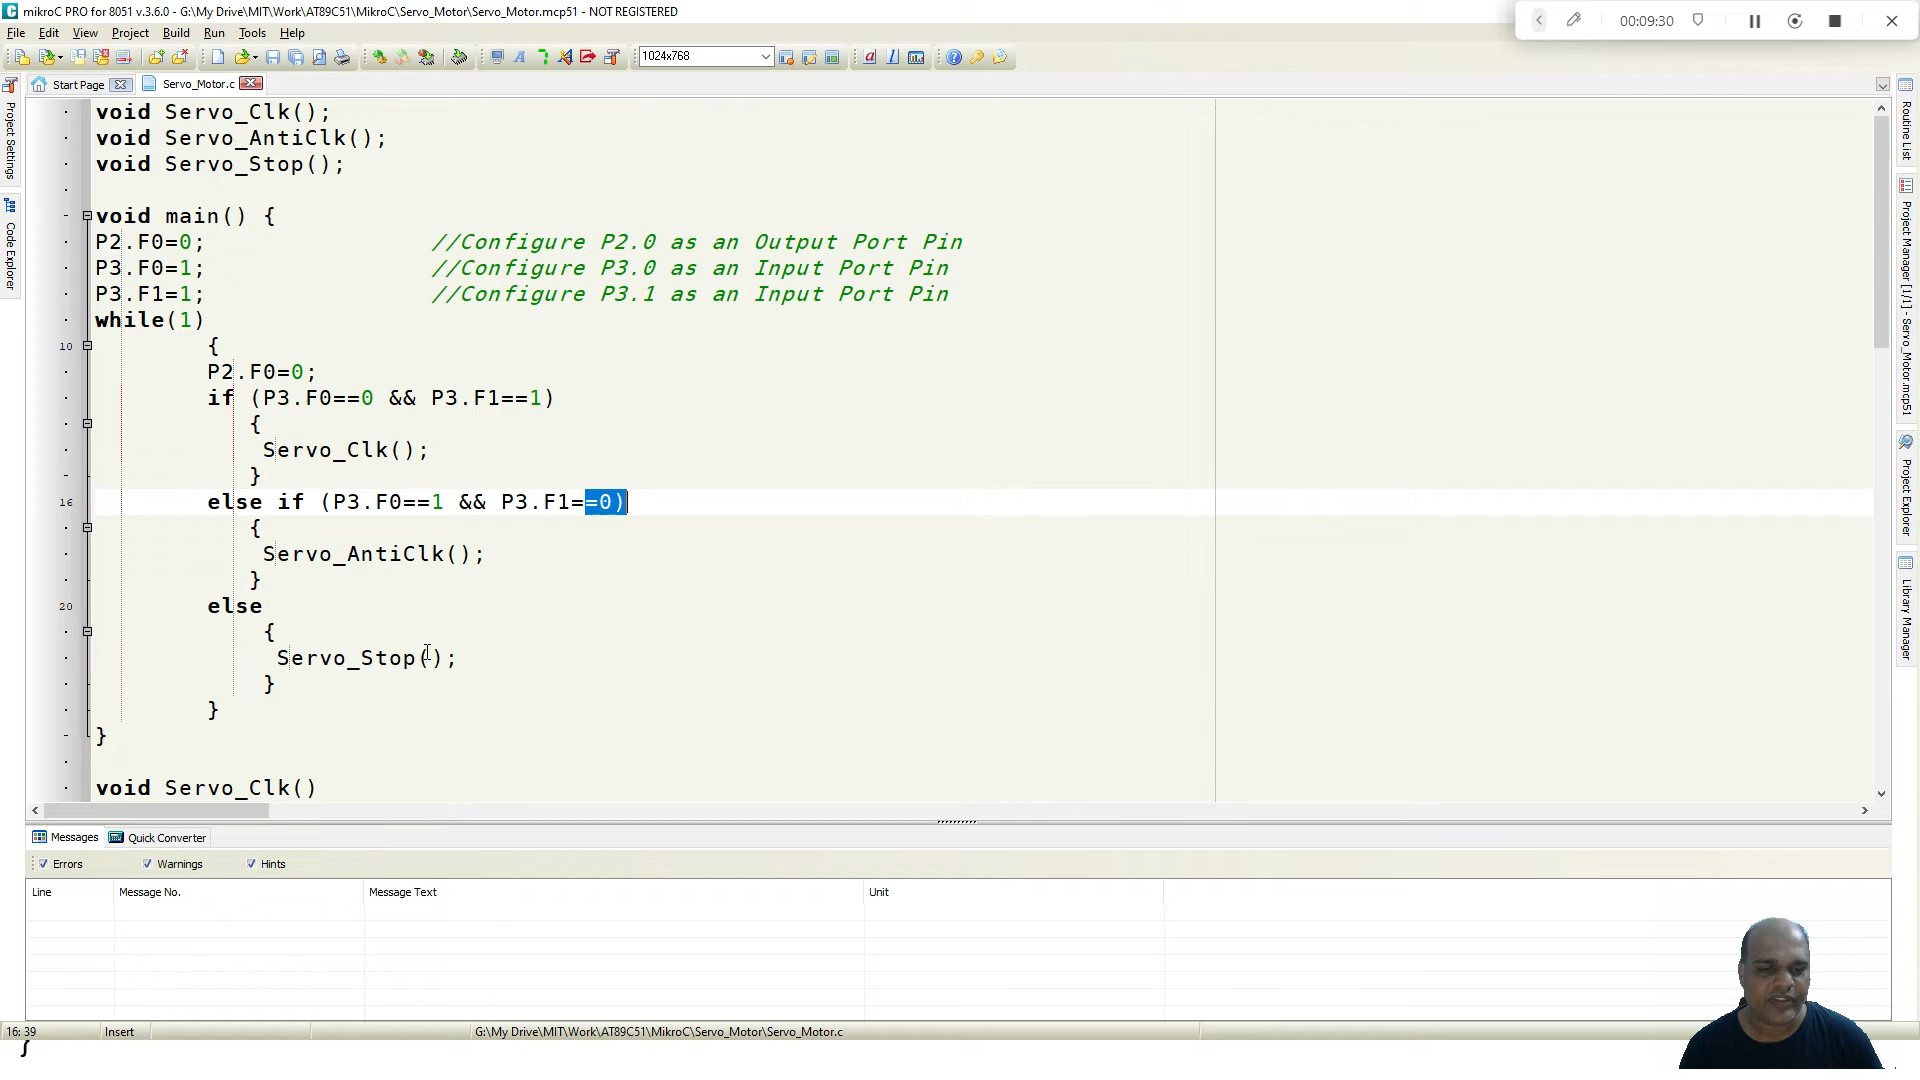 mikroC PRO for 8051 v.3.6.0 - G:\My Drive\MIT\Work\AT89C51\MikroC\Servo_Motor\Servo_Motor.mcp51 - NOT REGISTERED
00:09:30
File Edit View Project Build Run Tools Help
1024x768
Start Page Servo_Motor.c
void Servo_Clk();
void Servo_AntiClk();
void Servo_Stop();
void main() {
P2.F0=0; //Configure P2.0 as an Output Port Pin
P3.F0=1; //Configure P3.0 as an Input Port Pin
P3.F1=1; //Configure P3.1 as an Input Port Pin
while(1)
10 {
P2.F0=0;
if (P3.F0==0 && P3.F1==1)
{
Servo_Clk();
}
16 else if (P3.F0==1 && P3.F1==0)
{
Servo_AntiClk();
}
20 else
{
Servo_Stop();
}
}
}
void Servo_Clk()
Project Settings
Code Explorer
Routine List
Project Manager [1/1] - Servo_Motor.mcp51
Project Explorer
Library Manager
Messages Quick Converter
Errors Warnings Hints
Line Message No. Message Text Unit
16: 39 Insert G:\My Drive\MIT\Work\AT89C51\MikroC\Servo_Motor\Servo_Motor.c
}